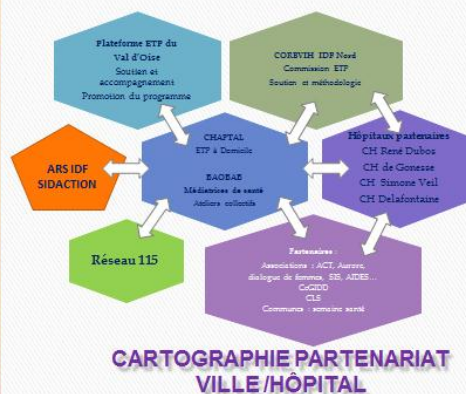 Plateforme ETP du
Val d'Oise
Soutien et
accompagnement
Promotion du programme
COREVIH IDF Nord
Commission ETP
Soutien et méthodologie
ARS IDF
SIDACTION
CHAPTAL
ETP à Domicile
BAOBAB
Médiatrices de santé
Ateliers collectifs
Hôpitaux partenaires
CH René Dubos
CH de Gonesse
CH Simone Veil
CH Delafontaine
Réseau 115
Partenaires :
Associations : ACT, Aurore,
dialogue de femmes, SIS, AIDES...
CeGIDD
CLS
Communes : semaine santé
CARTOGRAPHIE PARTENARIAT
VILLE /HÔPITAL